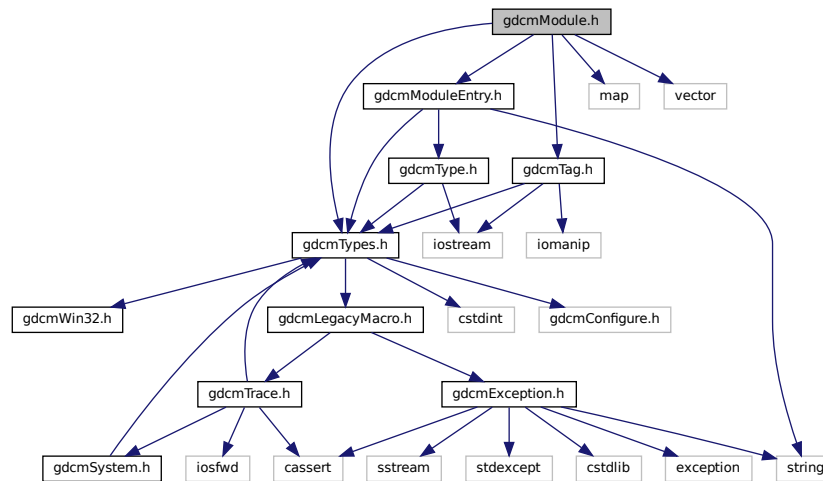 gdcmModule.h
gdcmModuleEntry.h
map
vector
gdcmType.h
gdcmTag.h
gdcmTypes.h
iostream
iomanip
gdcmWin32.h
gdcmLegacyMacro.h
cstdint
gdcmConfigure.h
gdcmTrace.h
gdcmException.h
gdcmSystem.h
iosfwd
cassert
sstream
stdexcept
cstdlib
exception
string